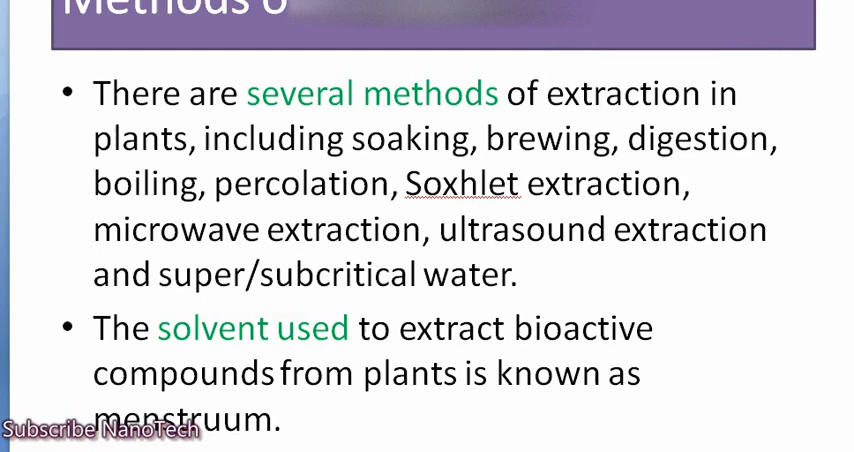 Methods o
• There are several methods of extraction in
plants, including soaking, brewing, digestion,
boiling, percolation, Soxhlet extraction,
microwave extraction, ultrasound extraction
and super/subcritical water.
• The solvent used to extract bioactive
compounds from plants is known as
menstruum.
Subscribe NanoTech